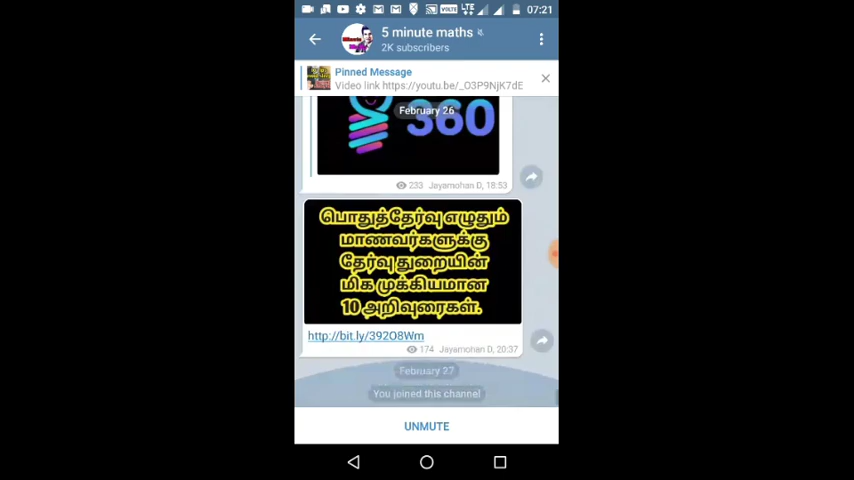 07:21
VOLTE LTE
5 minute maths
2K subscribers
Pinned Message
Video link https://youtu.be/_O3P9NjK7dE
February 26
360
233 Jayamohan D, 18:53
பொதுத்தேர்வு எழுதும்
மாணவர்களுக்கு
தேர்வு துறையின்
மிக முக்கியமான
10 அறிவுரைகள்.
http://bit.ly/392O8Wm
174 Jayamohan D, 20:37
February 27
You joined this channel
UNMUTE